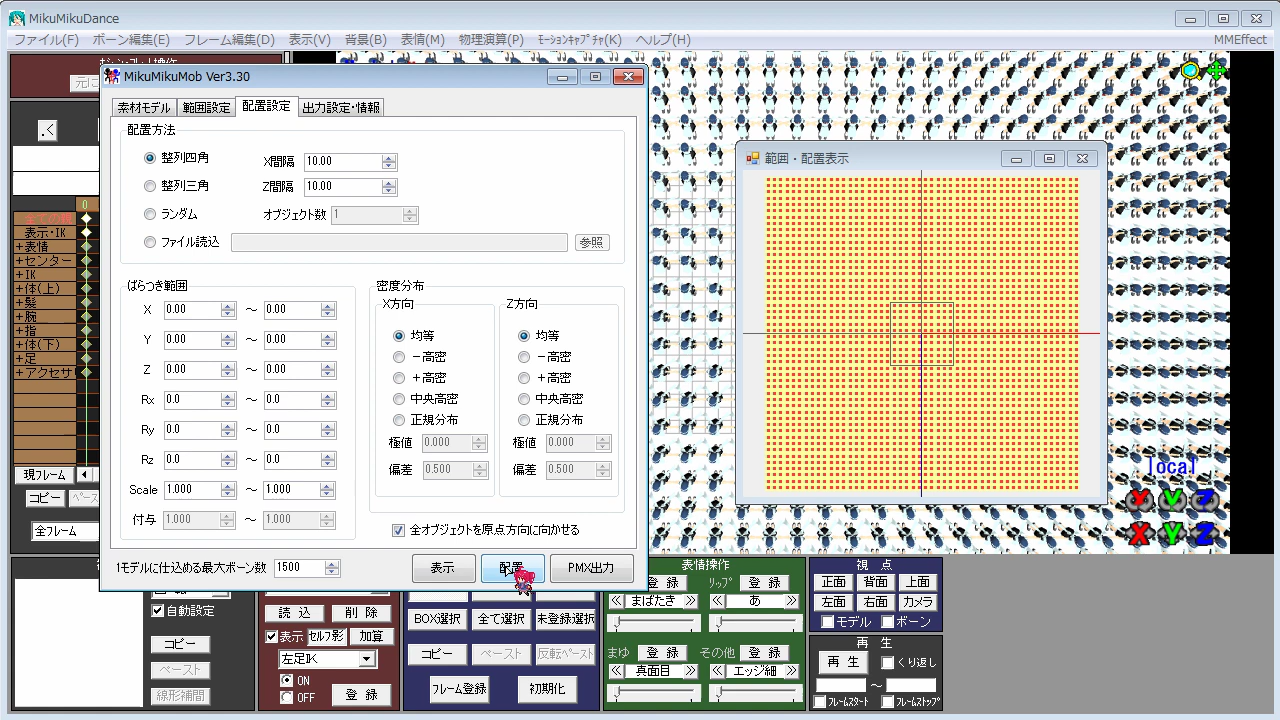 MikuMikuDance
ファイル(F) ボーン編集(E) フレーム編集(D) 表示(V) 背景(B) 表情(M) 物理演算(P) ﾓｰｼｮﾝｷｬﾌﾟﾁｬ(K) ヘルプ(H) MMEffect
元に
MikuMikuMob Ver3.30
素材モデル 範囲設定 配置設定 出力設定・情報
配置方法
整列四角 X間隔 10.00
整列三角 Z間隔 10.00
ランダム オブジェクト数 1
ファイル読込 参照
ばらつき範囲
X 0.00 ～ 0.00
Y 0.00 ～ 0.00
Z 0.00 ～ 0.00
Rx 0.0 ～ 0.0
Ry 0.0 ～ 0.0
Rz 0.0 ～ 0.0
Scale 1.000 ～ 1.000
付与 1.000 ～ 1.000
密度分布
X方向 Z方向
均等 均等
－高密 －高密
＋高密 ＋高密
中央高密 中央高密
正規分布 正規分布
極値 0.000 極値 0.000
偏差 0.500 偏差 0.500
全オブジェクトを原点方向に向かせる
1モデルに仕込める最大ボーン数 1500 表示 配置 PMX出力
範囲・配置表示
local
X Y Z
X Y Z
0
全ての親
表示・IK
+表情
+センター
+IK
+体(上)
+髪
+腕
+指
+体(下)
+足
+アクセサ
現フレーム
コピー ペース
全フレーム
自動設定
コピー
ペースト
線形補間
読 込 削 除
表示 セルフ影 加算
左足IK
ON
OFF
登 録
BOX選択 全て選択 未登録選択
コピー ペースト 反転ペースト
フレーム登録 初期化
表情操作
登 録 リップ 登 録
まばたき あ
まゆ 登 録 その他 登 録
真面目 エッジ細
視 点
正面 背面 上面
左面 右面 カメラ
モデル ボーン
再 生
再 生 くり返し
～
ﾌﾚｰﾑｽﾀｰﾄ ﾌﾚｰﾑｽﾄｯﾌﾟ